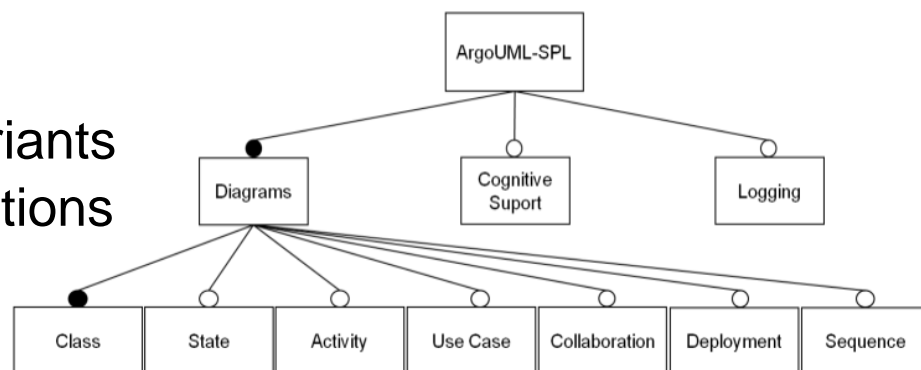 ArgoUML-SPL
riants
tions
Diagrams
Cognitive
Suport
Logging
Class
State
Activity
Use Case
Collaboration
Deployment
Sequence